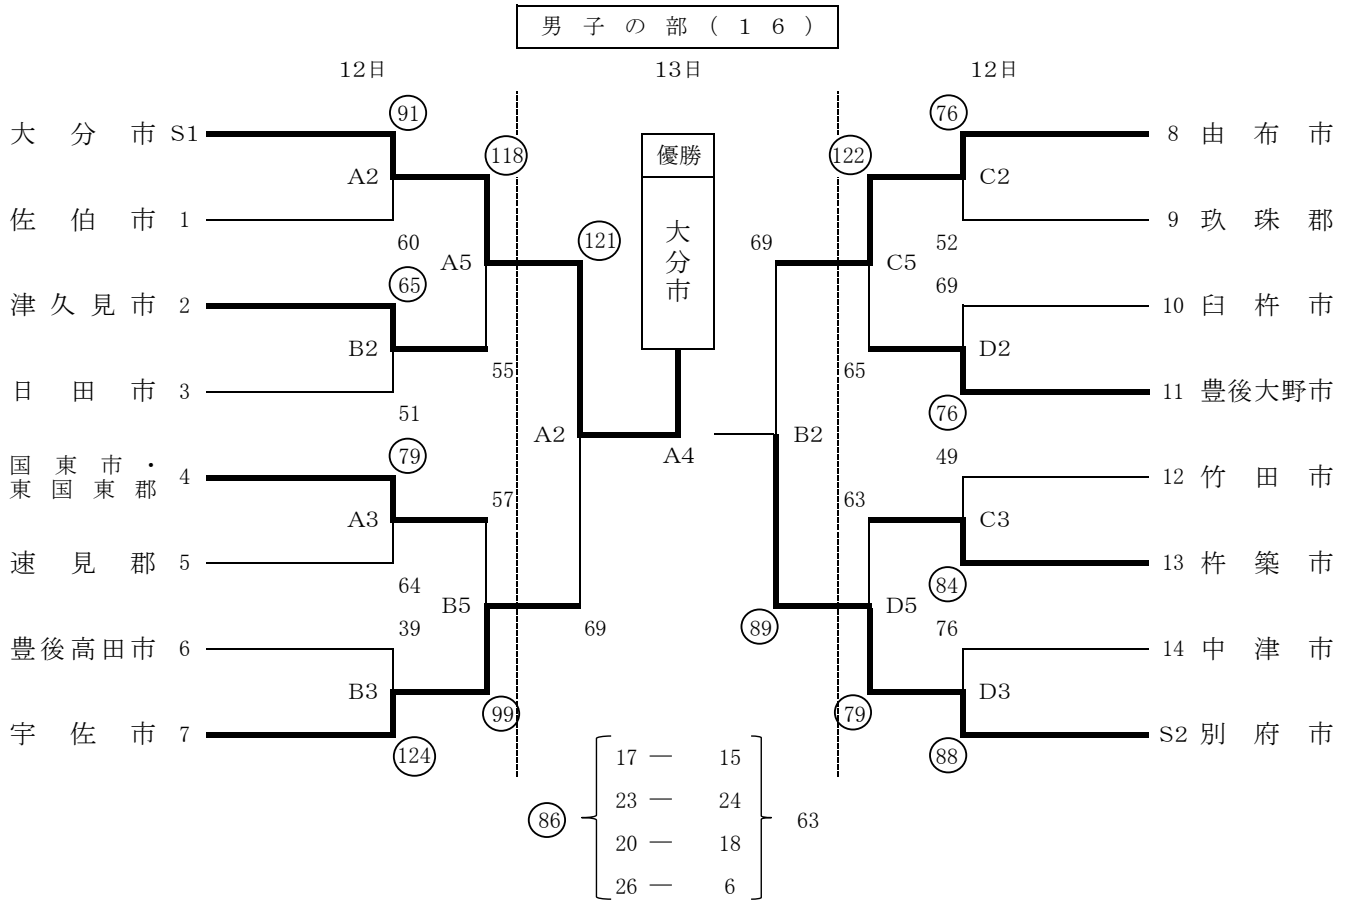 男子の部(16)
12日 13日 12日
91 76
大分市 S1 優勝 8 由布市
118 122
A2 C2
佐伯市 1 9 玖珠郡
60 121 大分市 69 52
A5 C5
65 69
津久見市 2 10 臼杵市
B2 D2
55 65
日田市 3 11 豊後大野市
51 76
A2 B2
A4
79 49
国東市・
東国東郡 4 12 竹田市
57 63
A3 C3
速見郡 5 13 杵築市
64 84
B5 D5
39 69 89 76
豊後高田市 6 14 中津市
B3 D3
99 79
宇佐市 7 S2 別府市
124 88
17 — 15
23 — 24
86 63
20 — 18
26 — 6